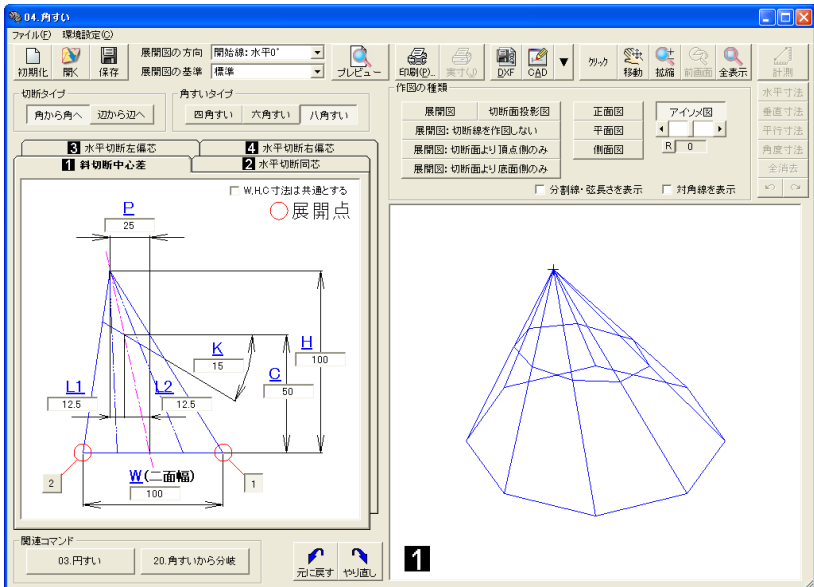 04.角すい
ファイル(F) 環境設定(C)
初期化 開く 保存
展開図の方向 開始線:水平0°
展開図の基準 標準
プレビュー 印刷(P).. 実寸(J) DXF CAD ▼ クリック 移動 拡縮 前画面 全表示 計測
切断タイプ
角から角へ 辺から辺へ
角すいタイプ
四角すい 六角すい 八角すい
作図の種類
展開図 切断面投影図
展開図:切断線を作図しない
展開図:切断面より頂点側のみ
展開図:切断面より底面側のみ
正面図
平面図
側面図
アイソメ図
R 0
分割線・弦長さを表示 対角線を表示
水平寸法
垂直寸法
平行寸法
角度寸法
全消去
3 水平切断左偏芯 4 水平切断右偏芯
1 斜切断中心差 2 水平切断同芯
W,H,C寸法は共通とする
○展開点
P
25
K
15
H
100
C
50
L1
12.5
L2
12.5
W(二面幅)
100
2
1
関連コマンド
03.円すい 20.角すいから分岐
元に戻す やり直し
1